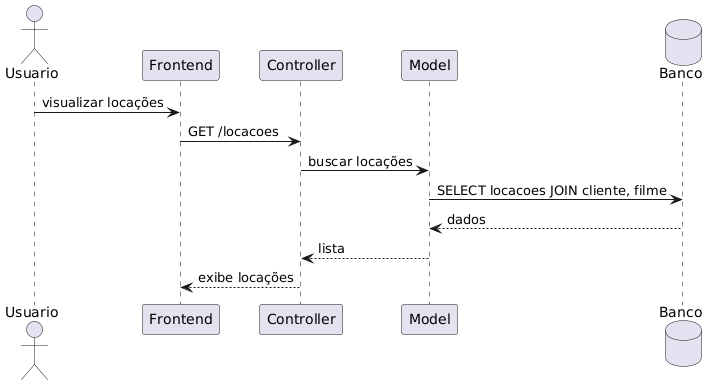 Usuario
Frontend
Controller
Model
Banco
visualizar locações
GET /locacoes
buscar locações
SELECT locacoes JOIN cliente, filme
dados
lista
exibe locações
Usuario
Frontend
Controller
Model
Banco